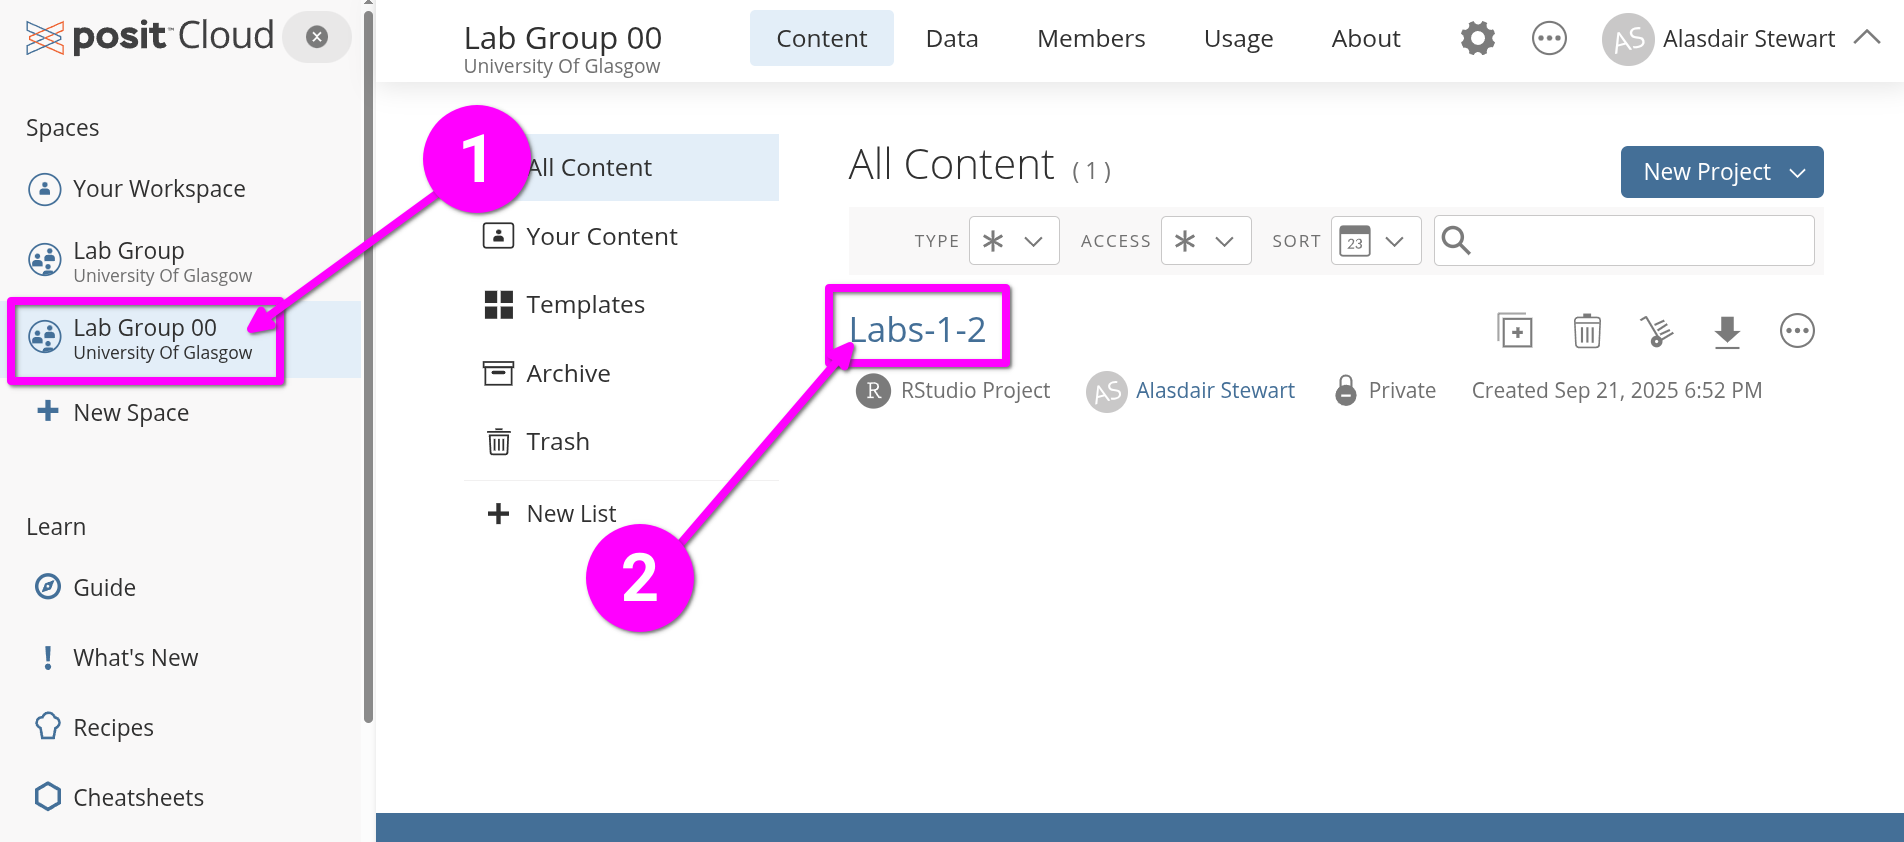 posit™ Cloud
Spaces
Your Workspace
Lab Group
University Of Glasgow
Lab Group 00
University Of Glasgow
New Space
Learn
Guide
What's New
Recipes
Cheatsheets
Lab Group 00
University Of Glasgow
Content
Data
Members
Usage
About
AS
Alasdair Stewart
1
All Content
Your Content
Templates
Archive
Trash
New List
2
All Content (1)
New Project
TYPE
ACCESS
SORT
23
Labs-1-2
R
RStudio Project
AS
Alasdair Stewart
Private
Created Sep 21, 2025 6:52 PM